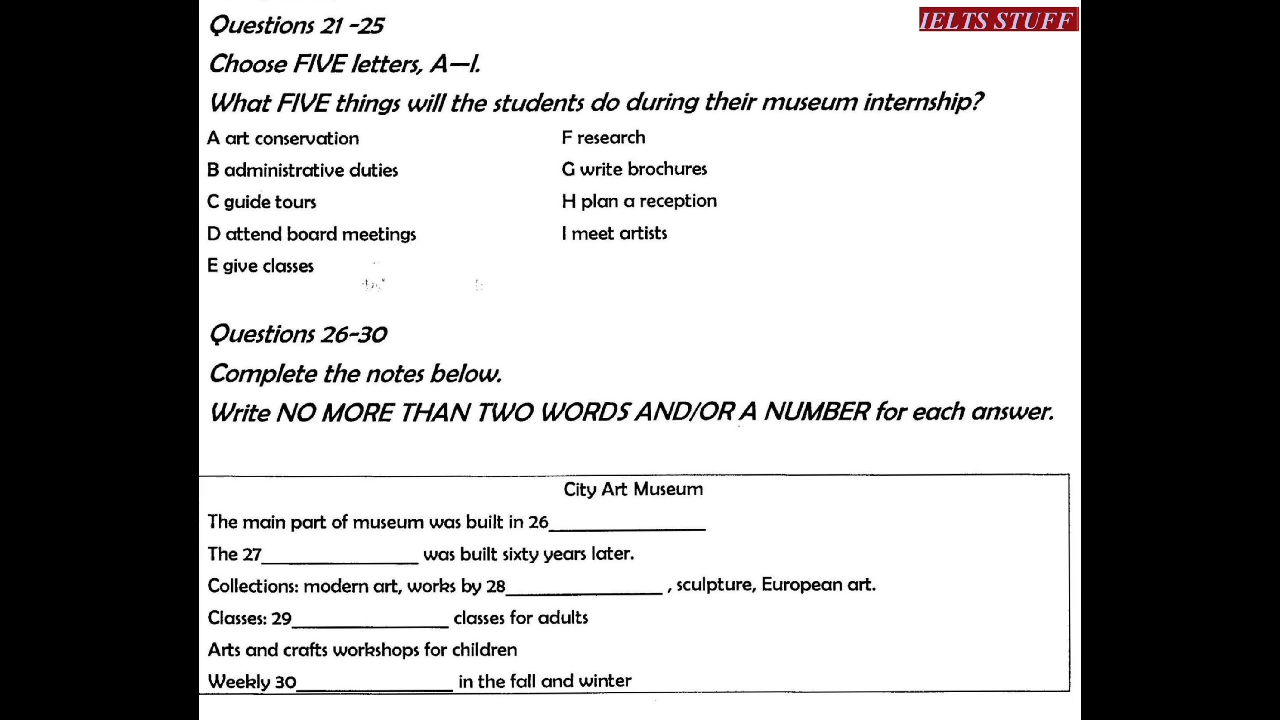 IELTS STUFF
Questions 21 -25
Choose FIVE letters, A—I.
What FIVE things will the students do during their museum internship?
A art conservation
B administrative duties
C guide tours
D attend board meetings
E give classes
F research
G write brochures
H plan a reception
I meet artists
Questions 26-30
Complete the notes below.
Write NO MORE THAN TWO WORDS AND/OR A NUMBER for each answer.
City Art Museum
The main part of museum was built in 26_______________
The 27_______________ was built sixty years later.
Collections: modern art, works by 28_______________ , sculpture, European art.
Classes: 29_______________ classes for adults
Arts and crafts workshops for children
Weekly 30_______________ in the fall and winter